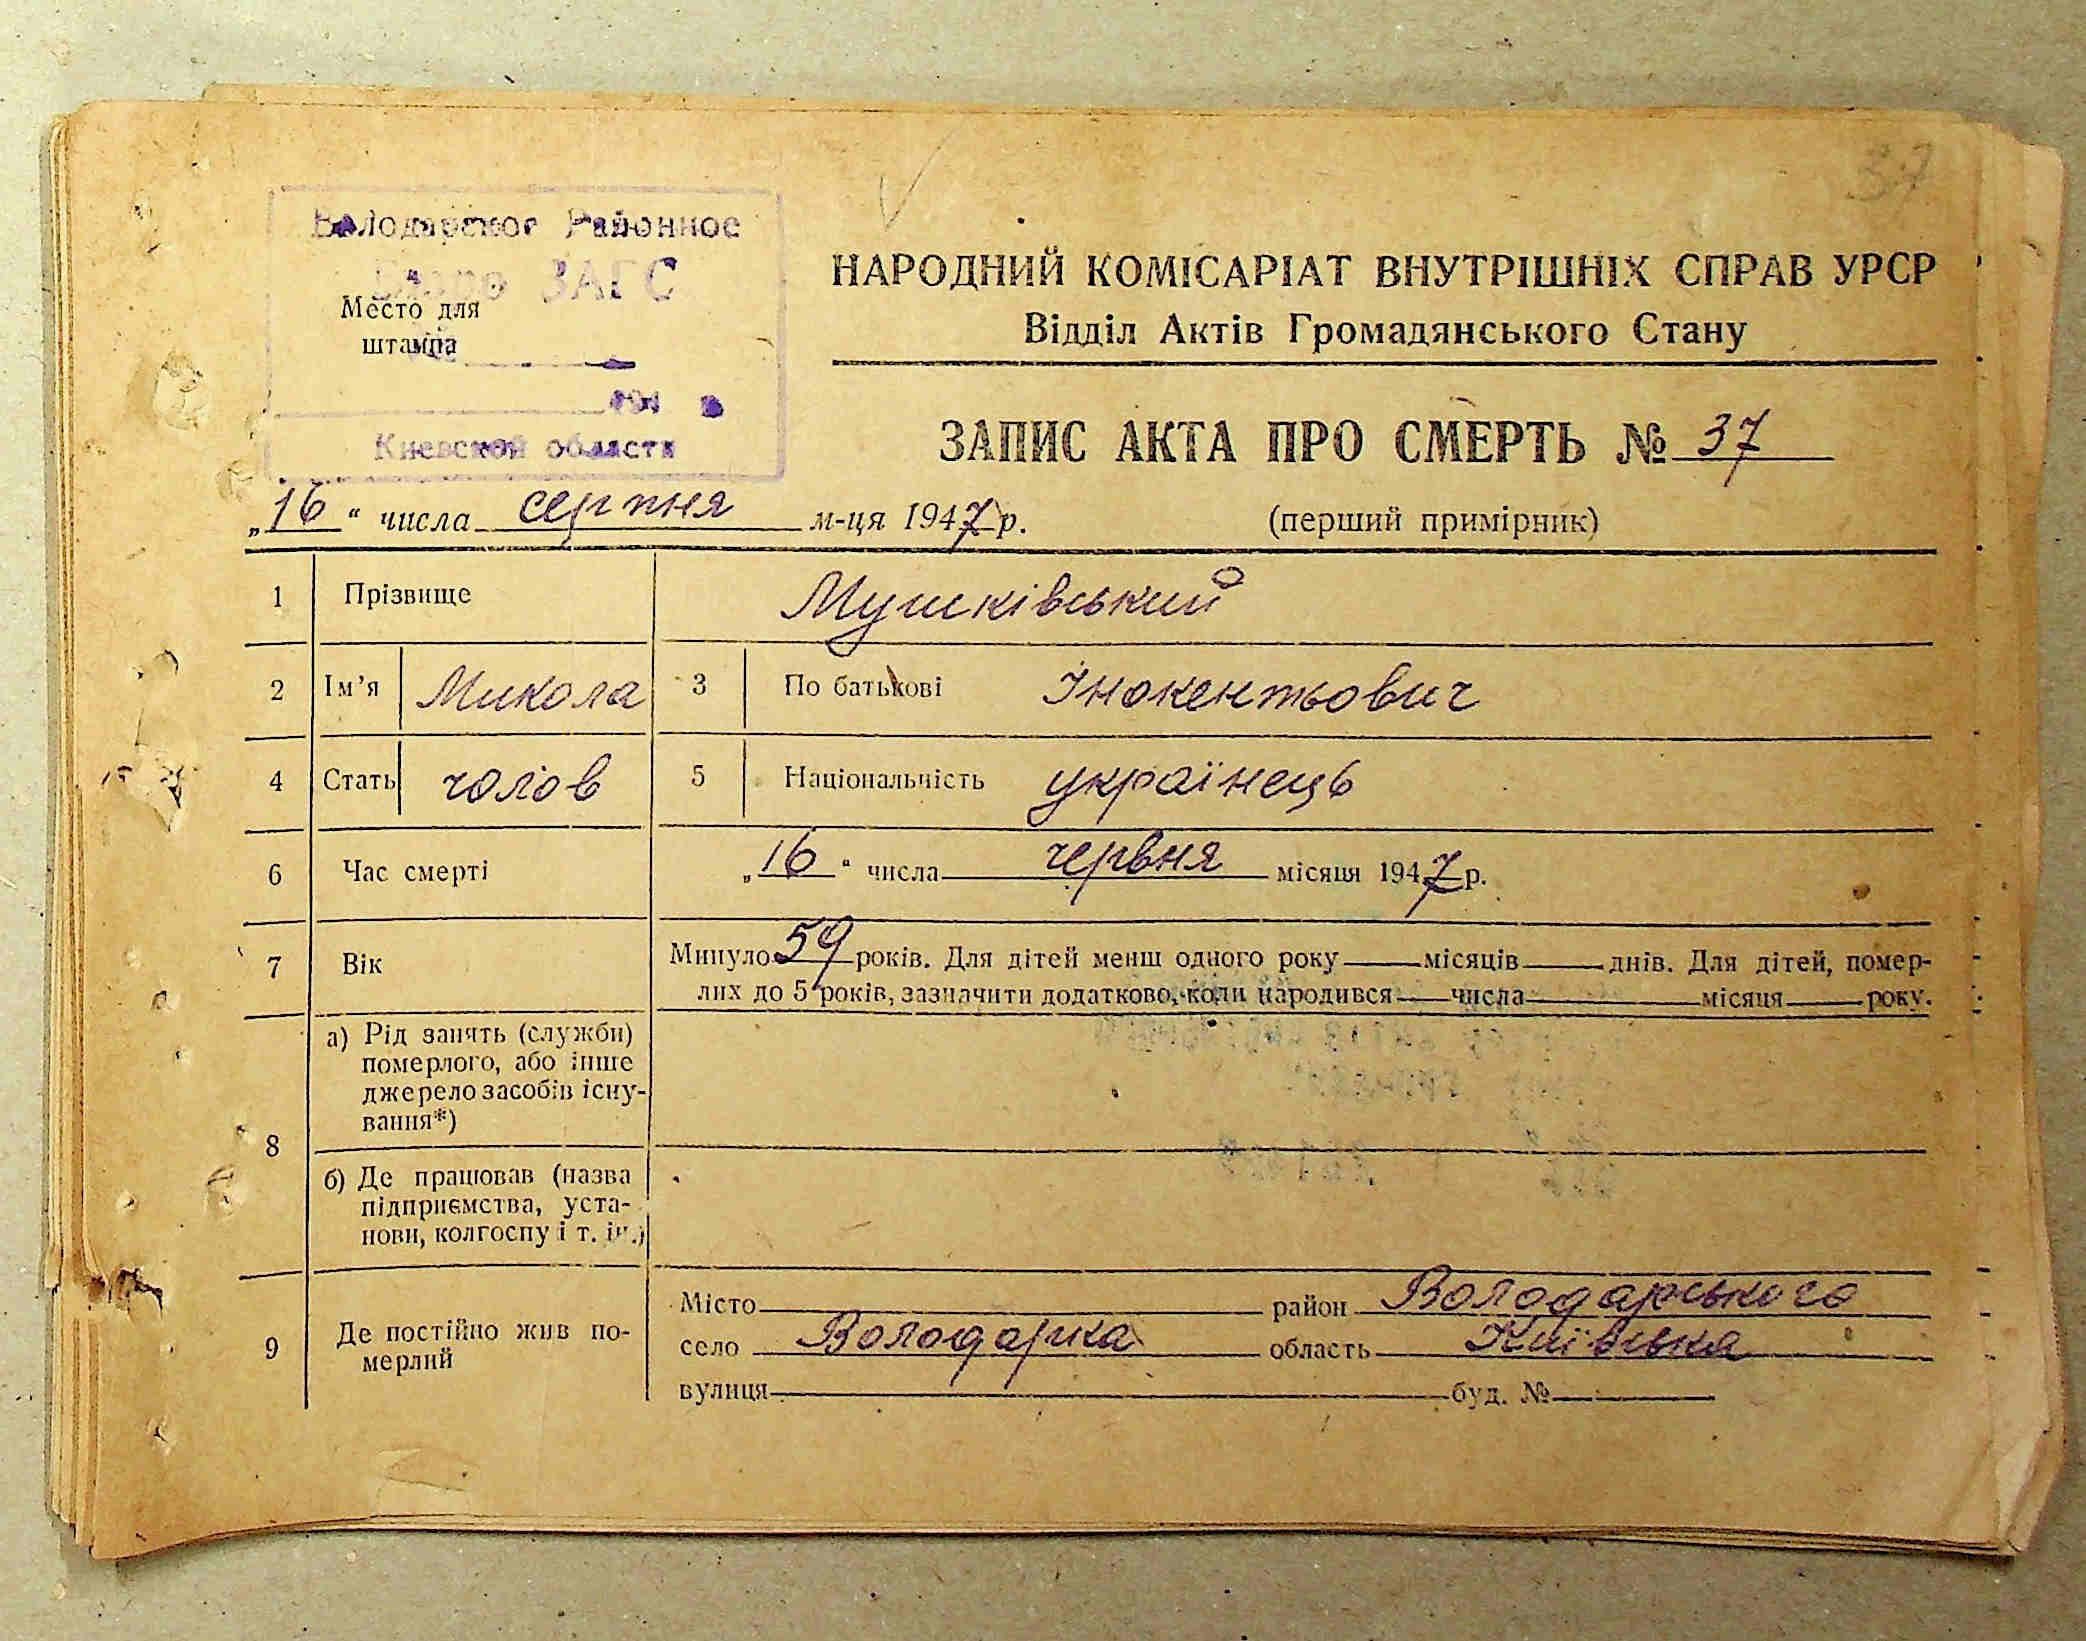 37
Володарское Районное
Бюро ЗАГС
Место для
штампа
194 г
Киевской области
НАРОДНИЙ КОМІСАРІАТ ВНУТРІШНІХ СПРАВ УРСР
Відділ Актів Громадянського Стану
ЗАПИС АКТА ПРО СМЕРТЬ № 37
„16“ числа серпня м-ця 1947 р.
(перший примірник)
1 Прізвище Мушківський
2 Ім’я Микола 3 По батькові Інокентьович
4 Стать чолов 5 Національність українець
6 Час смерті „16“ числа червня місяця 1947 р.
7 Вік Минуло 59 років. Для дітей менш одного року місяців днів. Для дітей, помер-
лих до 5 років, зазначити додатково, коли народився числа місяця року.
8 а) Рід занять (служби)
померлого, або інше
джерело засобів існу-
вання*)
б) Де працював (назва
підприємства, уста-
нови, колгоспу і т. ін.)
9 Де постійно жив по-
мерлий
Місто район Володарського
село Володарка область Київська
вулиця буд. №